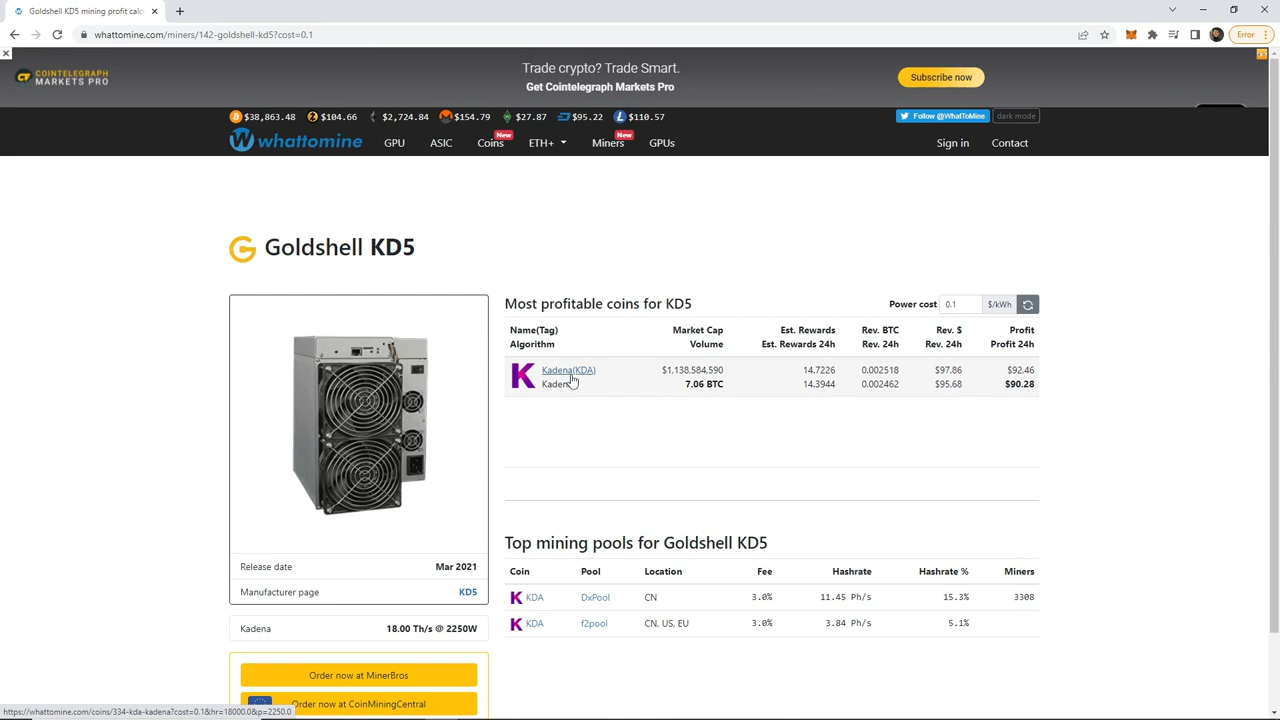 Goldshell KD5 mining profit calc
whattomine.com/miners/142-goldshell-kd5?cost=0.1
Error
COINTELEGRAPH
MARKETS PRO
Trade crypto? Trade Smart.
Get Cointelegraph Markets Pro
Subscribe now
$38,863.48 $104.66 $2,724.84 $154.79 $27.87 $95.22 $110.57
Follow @WhatToMine
dark mode
whattomine
GPU ASIC Coins New ETH+ Miners New GPUs
Sign in Contact
Goldshell KD5
Release date Mar 2021
Manufacturer page KD5
Kadena 18.00 Th/s @ 2250W
Order now at MinerBros
Order now at CoinMiningCentral
Most profitable coins for KD5
Power cost 0.1 $/kWh
Name(Tag) Market Cap Est. Rewards Rev. BTC Rev. $ Profit
Algorithm Volume Est. Rewards 24h Rev. 24h Rev. 24h Profit 24h
Kadena(KDA) $1,138,584,590 14.7226 0.002518 $97.86 $92.46
Kadena 7.06 BTC 14.3944 0.002462 $95.68 $90.28
Top mining pools for Goldshell KD5
Coin Pool Location Fee Hashrate Hashrate % Miners
KDA DxPool CN 3.0% 11.45 Ph/s 15.3% 3308
KDA f2pool CN, US, EU 3.0% 3.84 Ph/s 5.1%
https://whattomine.com/coins/334-kda-kadena?cost=0.1&hr=18000.0&p=2250.0